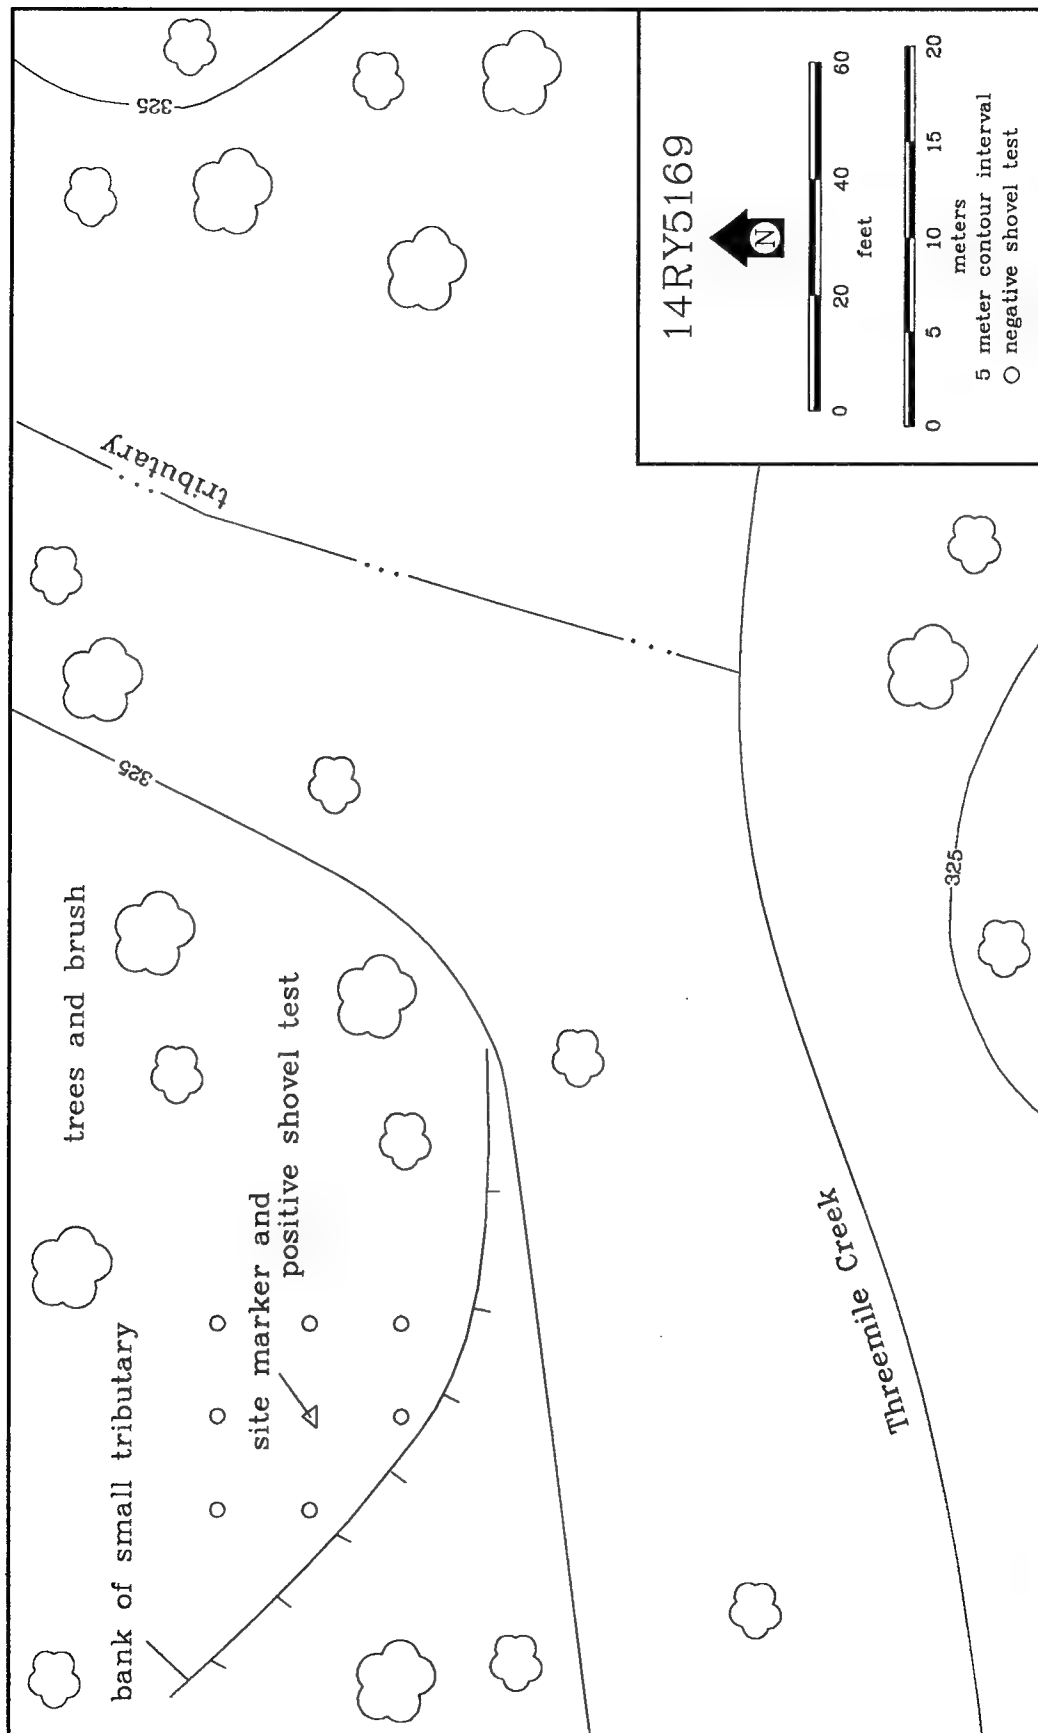 bank of small tributary
trees and brush
site marker and
positive shovel test
325
tributary
325
Threemile Creek
325
14RY5169
N
0 20 40 60
feet
0 5 10 15 20
meters
5 meter contour interval
negative shovel test